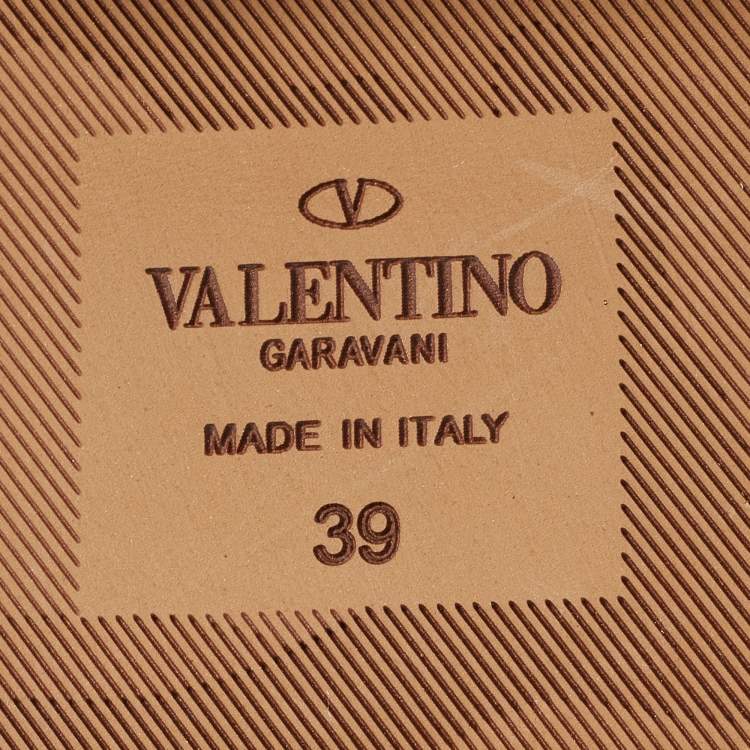 V
VALENTINO
GARAVANI
MADE IN ITALY
39